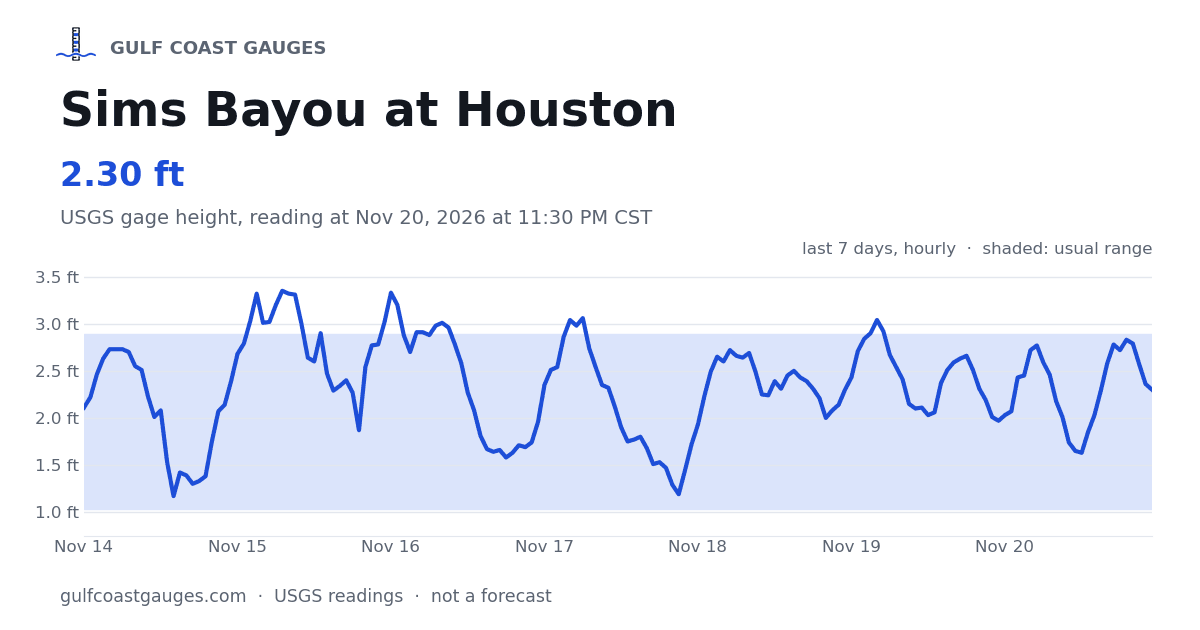 GULF COAST GAUGES
Sims Bayou at Houston
2.30 ft
USGS gage height, reading at Nov 20, 2026 at 11:30 PM CST
last 7 days, hourly · shaded: usual range
3.5 ft
3.0 ft
2.5 ft
2.0 ft
1.5 ft
1.0 ft
Nov 14 Nov 15 Nov 16 Nov 17 Nov 18 Nov 19 Nov 20
gulfcoastgauges.com · USGS readings · not a forecast